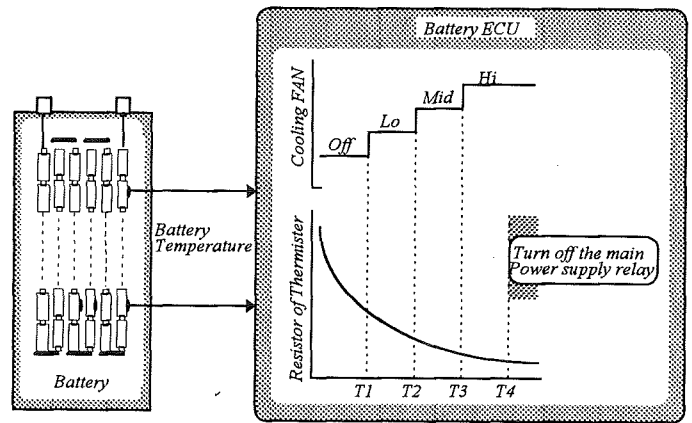 Battery ECU
Cooling FAN
Off
Lo
Mid
Hi
Battery
Temperature
Resistor of Thermister
Turn off the main
Power supply relay
T1 T2 T3 T4
Battery